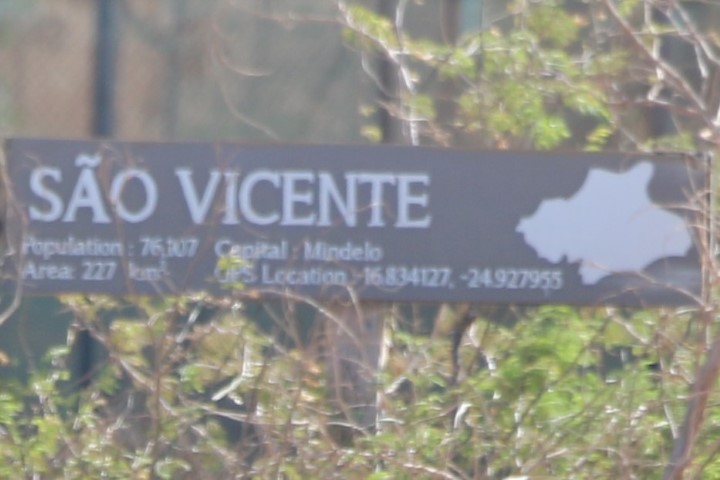 SÃO VICENTE
Population : 76,107 Capital : Mindelo
Area: 227 km² GPS Location : 16.834127, -24.927955